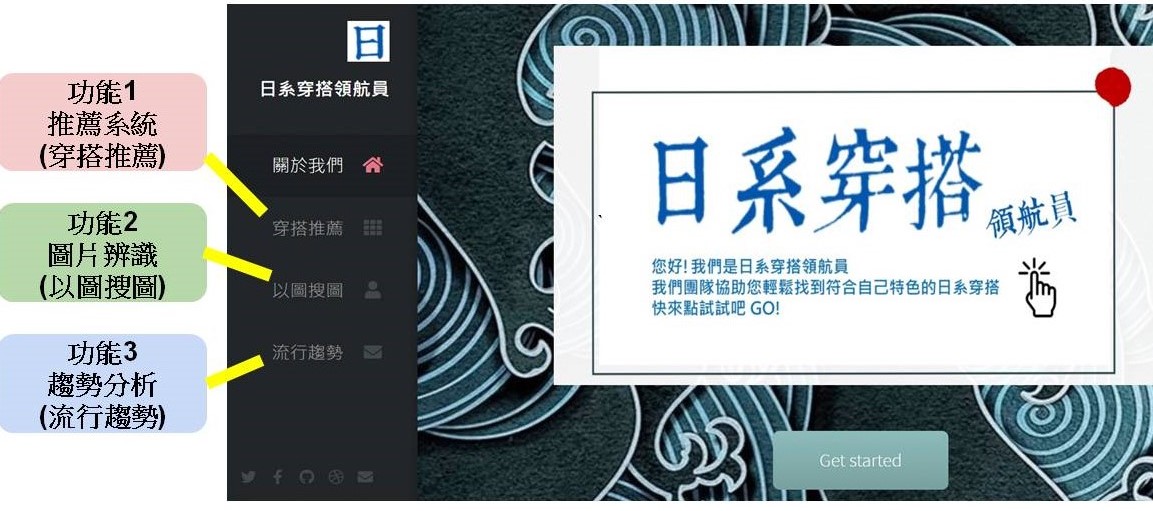 功能1
推薦系統
(穿搭推薦)
功能2
圖片辨識
(以圖搜圖)
功能3
趨勢分析
(流行趨勢)
日
日系穿搭領航員
關於我們
穿搭推薦
以圖搜圖
流行趨勢
日系穿搭
領航員
您好! 我們是日系穿搭領航員
我們團隊協助您輕鬆找到符合自己特色的日系穿搭
快來點試試吧 GO!
Get started